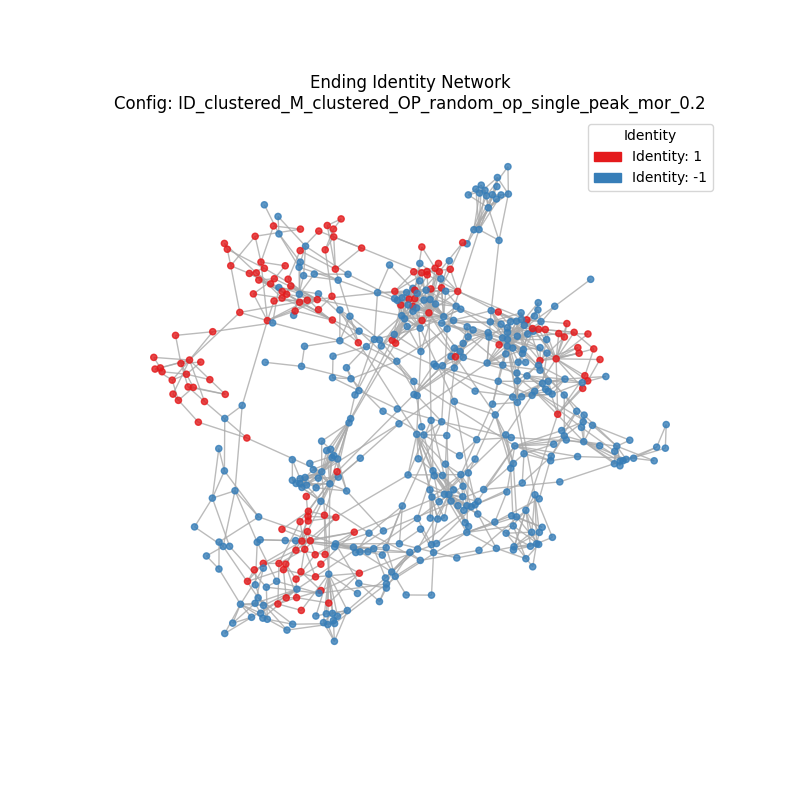 Ending Identity Network
Config: ID_clustered_M_clustered_OP_random_op_single_peak_mor_0.2
Identity
Identity: 1
Identity: -1